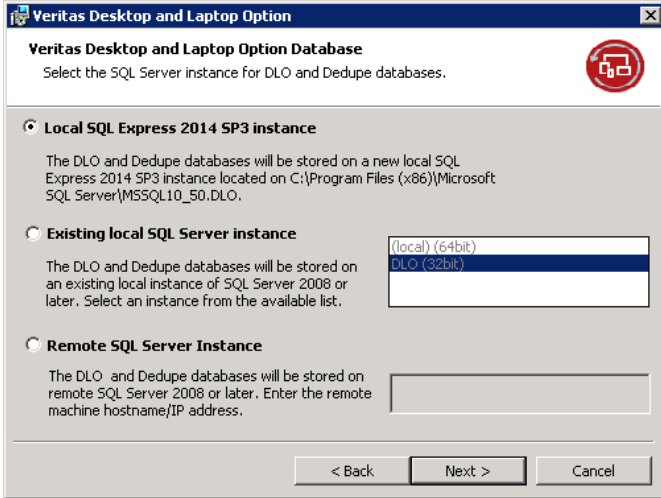 Veritas Desktop and Laptop Option
Veritas Desktop and Laptop Option Database
Select the SQL Server instance for DLO and Dedupe databases.
Local SQL Express 2014 SP3 instance
The DLO and Dedupe databases will be stored on a new local SQL
Express 2014 SP3 instance located on C:\Program Files (x86)\Microsoft
SQL Server\MSSQL10_50.DLO.
Existing local SQL Server instance
The DLO and Dedupe databases will be stored on
an existing local instance of SQL Server 2008 or
later. Select an instance from the available list.
(local) (64bit)
DLO (32bit)
Remote SQL Server Instance
The DLO  and Dedupe databases will be stored on
remote SQL Server 2008 or later. Enter the remote
machine hostname/IP address.
< Back
Next >
Cancel